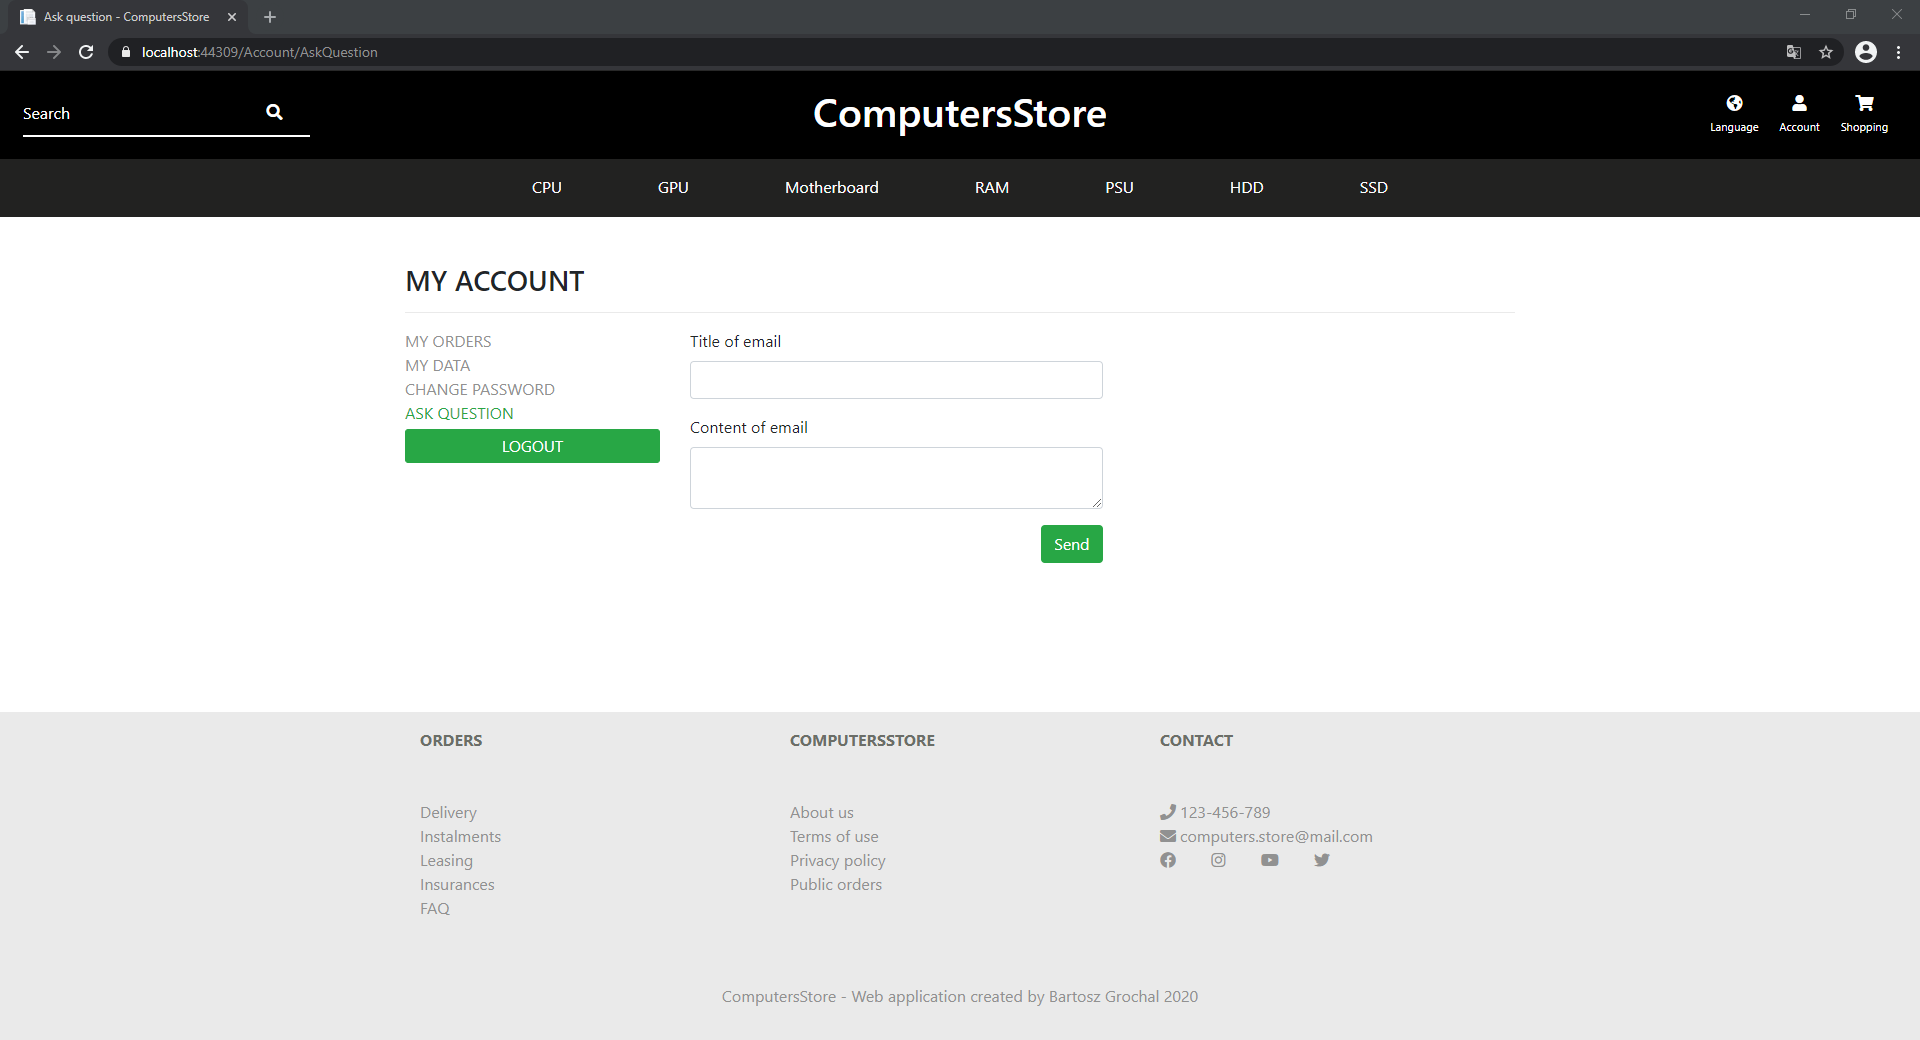 Ask question - ComputersStore
localhost:44309/Account/AskQuestion
Search
ComputersStore
Language
Account
Shopping
CPU
GPU
Motherboard
RAM
PSU
HDD
SSD
MY ACCOUNT
MY ORDERS
MY DATA
CHANGE PASSWORD
ASK QUESTION
LOGOUT
Title of email
Content of email
Send
ORDERS
Delivery
Instalments
Leasing
Insurances
FAQ
COMPUTERSSTORE
About us
Terms of use
Privacy policy
Public orders
CONTACT
123-456-789
computers.store@mail.com
ComputersStore - Web application created by Bartosz Grochal 2020